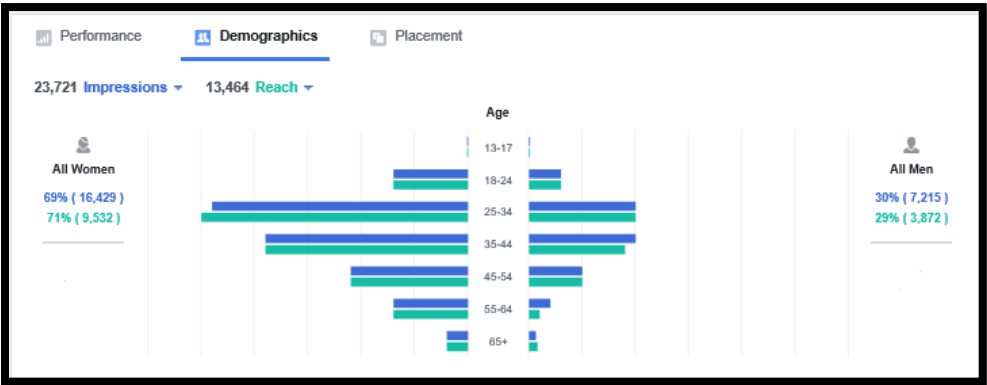 Performance Demographics Placement
23,721 Impressions 13,464 Reach
Age
All Women
69% ( 16,429 )
71% ( 9,532 )
13-17
18-24
25-34
35-44
45-54
55-64
65+
All Men
30% ( 7,215 )
29% ( 3,872 )